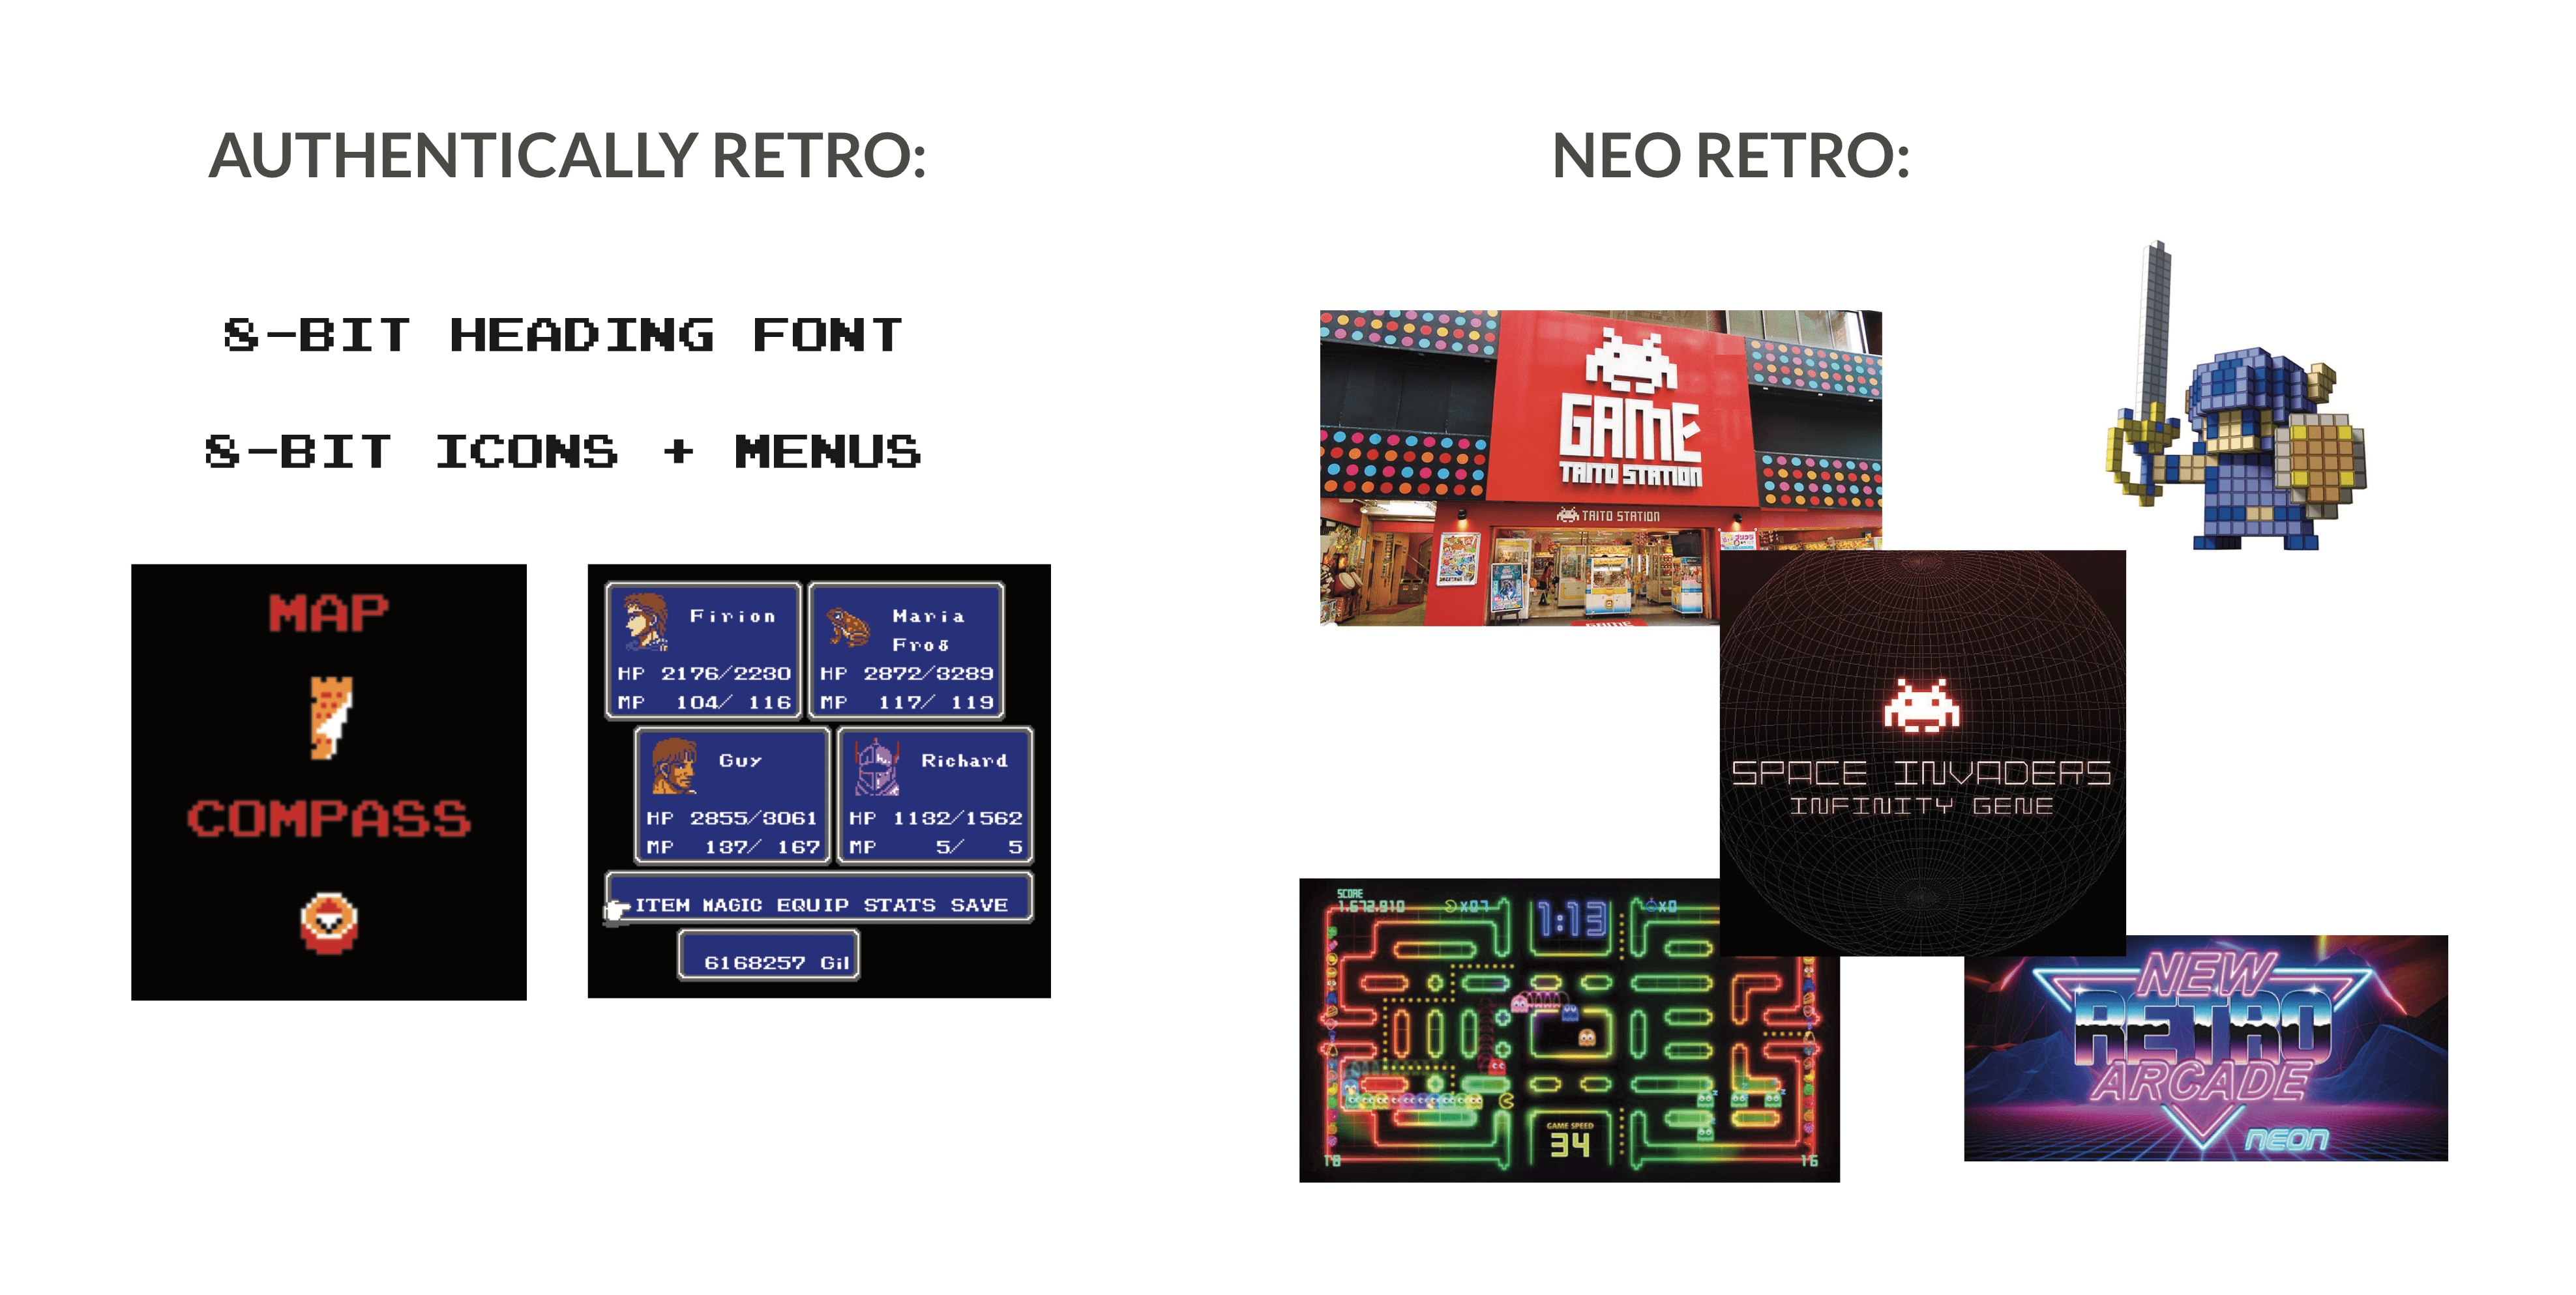 AUTHENTICALLY RETRO:
8-BIT HEADING FONT
8-BIT ICONS + MENUS
MAP
COMPASS
Firion
HP 2176/2230
MP 104/ 116
Maria
Frog
HP 2872/3289
MP 117/ 119
Guy
HP 2855/3061
MP 137/ 167
Richard
HP 1132/1562
MP 5/ 5
ITEM MAGIC EQUIP STATS SAVE
6168257 Gil
NEO RETRO:
GAME
TAITO STATION
TAITO STATION
GAME
SPACE INVADERS
INFINITY GENE
SCORE
1,672,910
x07
1:13
x0
GAME SPEED
34
18
16
NEW
RETRO
ARCADE
NEON